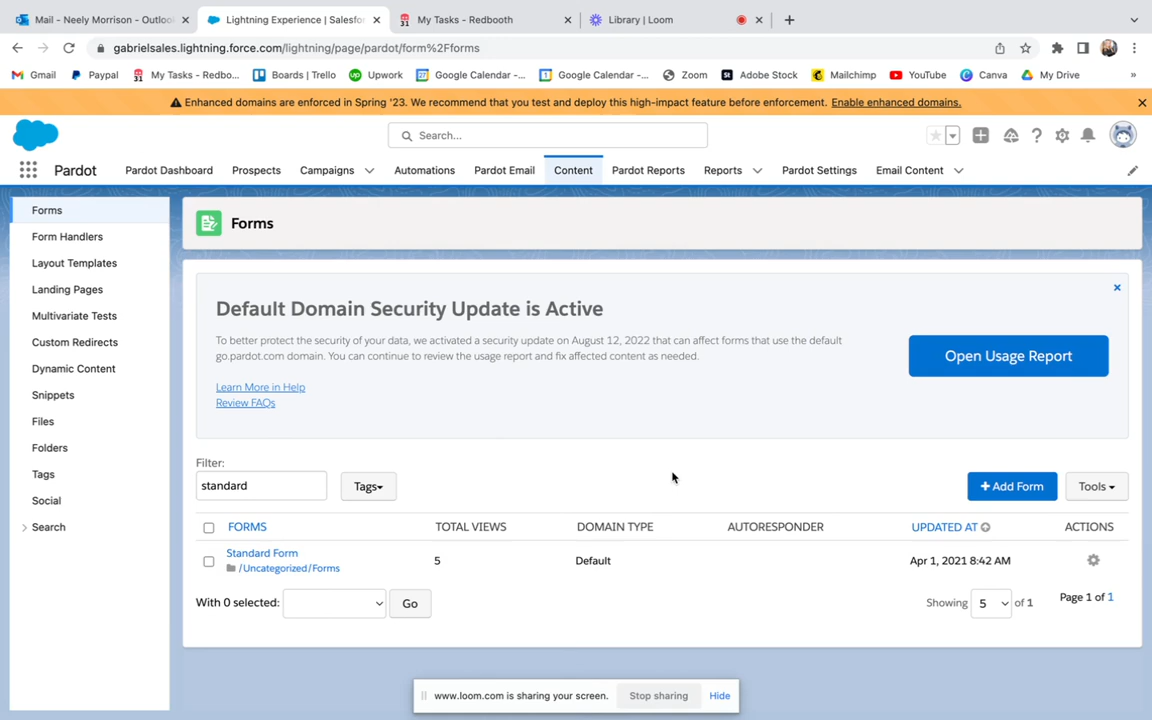 Mail - Neely Morrison - Outlook
Lightning Experience | Salesfo
My Tasks - Redbooth
Library | Loom
gabrielsales.lightning.force.com/lightning/page/pardot/form%2Fforms
Gmail
Paypal
My Tasks - Redbo...
Boards | Trello
Upwork
Google Calendar -...
Google Calendar -...
Zoom
Adobe Stock
Mailchimp
YouTube
Canva
My Drive
»
Enhanced domains are enforced in Spring '23. We recommend that you test and deploy this high-impact feature before enforcement. Enable enhanced domains.
Search...
Pardot
Pardot Dashboard
Prospects
Campaigns
Automations
Pardot Email
Content
Pardot Reports
Reports
Pardot Settings
Email Content
Forms
Form Handlers
Layout Templates
Landing Pages
Multivariate Tests
Custom Redirects
Dynamic Content
Snippets
Files
Folders
Tags
Social
Search
Forms
Default Domain Security Update is Active
To better protect the security of your data, we activated a security update on August 12, 2022 that can affect forms that use the default
go.pardot.com domain. You can continue to review the usage report and fix affected content as needed.
Learn More in Help
Review FAQs
Open Usage Report
Filter:
standard
Tags
+ Add Form
Tools
FORMS
TOTAL VIEWS
DOMAIN TYPE
AUTORESPONDER
UPDATED AT
ACTIONS
Standard Form
/Uncategorized/Forms
5
Default
Apr 1, 2021 8:42 AM
With 0 selected:
Go
Showing 5 of 1
Page 1 of 1
www.loom.com is sharing your screen.
Stop sharing
Hide